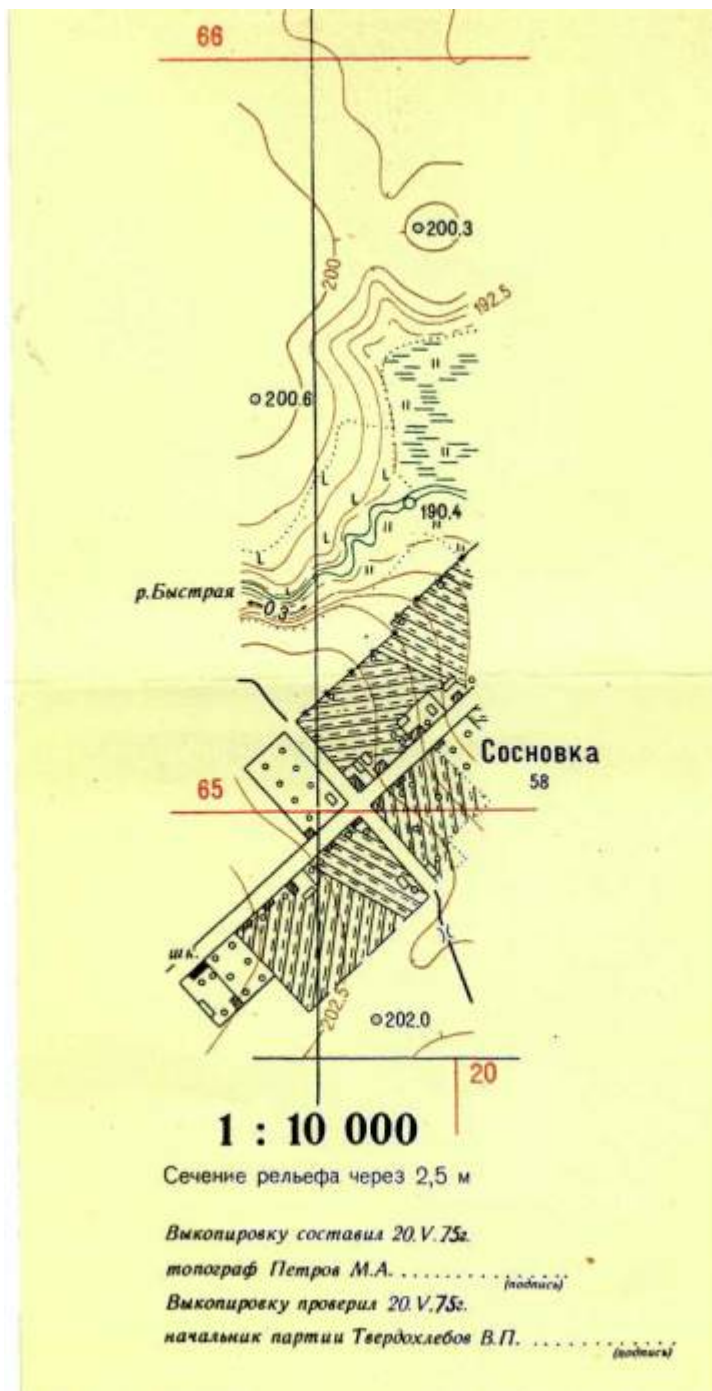 66
200.3
200
192.5
200.6
190.4
р.Быстрая
0.3
Сосновка
58
65
шк.
202.5
202.0
20
1 : 10 000
Сечение рельефа через 2,5 м
Выкопировку составил 20.V.75г.
топограф Петров М.А. . . . . . . . . . . . . . . . .
(подпись)
Выкопировку проверил 20.V.75г.
начальник партии Твердохлебов В.П. . . . . . . . . . . . . . . . .
(подпись)